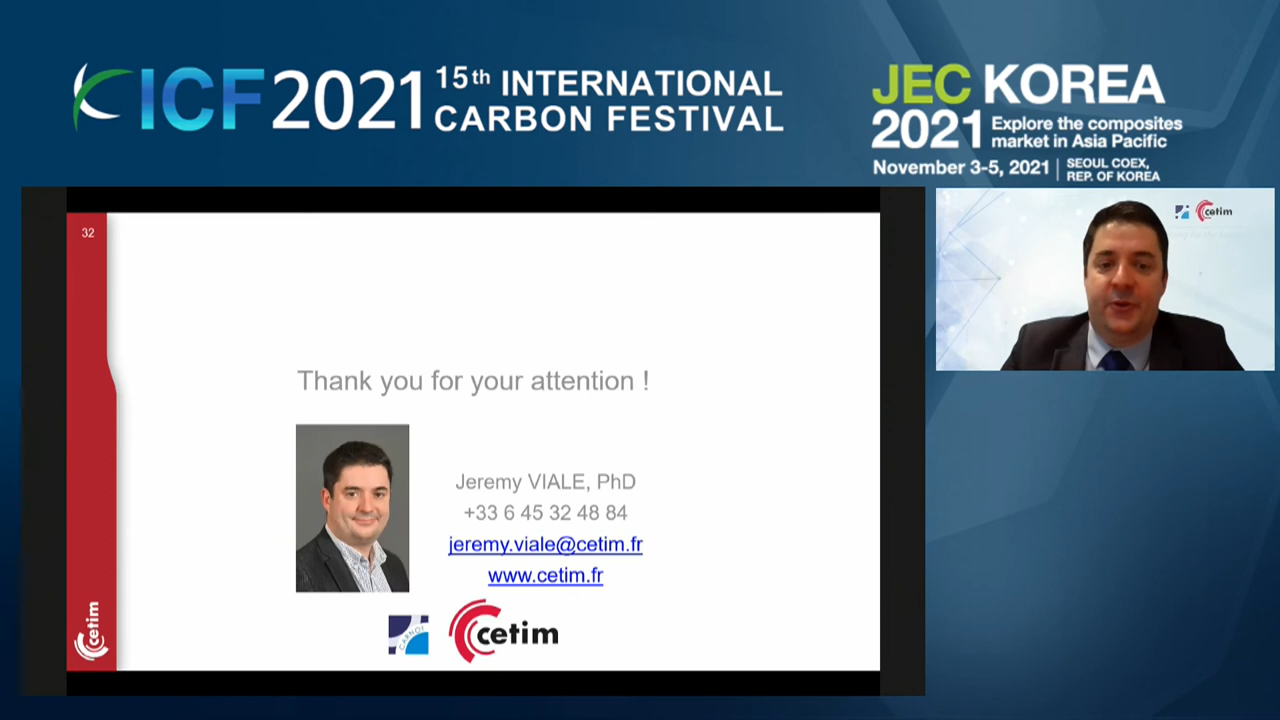 ICF 2021 15th INTERNATIONAL
CARBON FESTIVAL
JEC KOREA
2021 Explore the composites
market in Asia Pacific
November 3-5, 2021 | SEOUL COEX,
REP. OF KOREA
32
cetim
Thank you for your attention !
Jeremy VIALE, PhD
+33 6 45 32 48 84
jeremy.viale@cetim.fr
www.cetim.fr
CARNOT
cetim
cetim